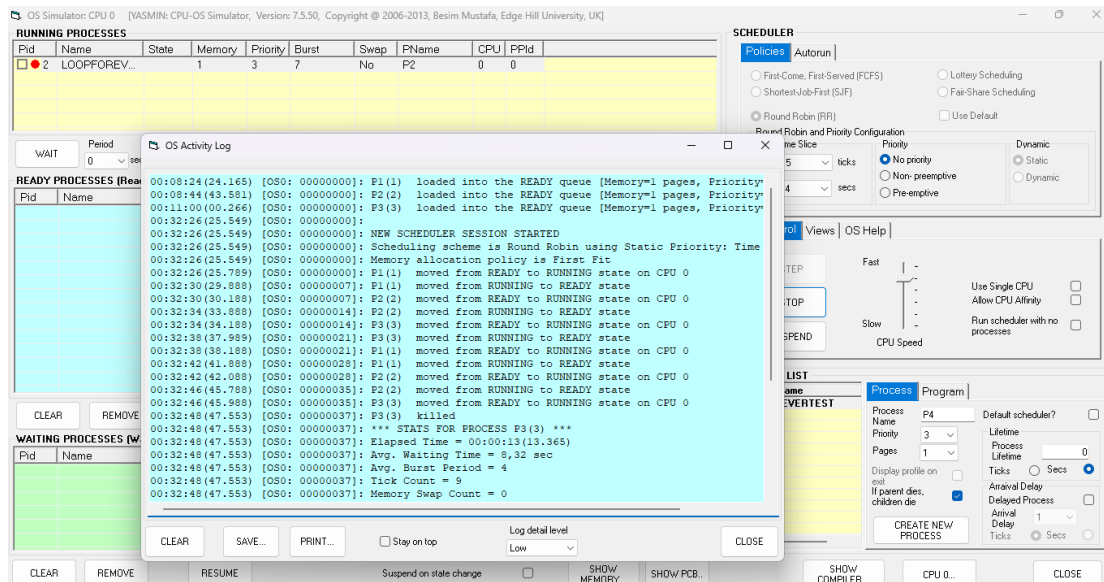 OS Simulator: CPU 0 [YASMIN: CPU-OS Simulator, Version: 7.5.50, Copyright @ 2006-2013, Besim Mustafa, Edge Hill University, UK]
RUNNING PROCESSES
Pid Name State Memory Priority Burst Swap PName CPU PPId
2 LOOPFOREV... 1 3 7 No P2 0 0
WAIT
Period
0
READY PROCESSES (Rea
Pid Name
CLEAR REMOVE
WAITING PROCESSES (W
Pid Name
CLEAR REMOVE RESUME Suspend on state change SHOW MEMORY SHOW PCB..
OS Activity Log
00:08:24(24.165) [OS0: 00000000]: P1(1) loaded into the READY queue [Memory=1 pages, Priority
00:08:44(43.581) [OS0: 00000000]: P2(2) loaded into the READY queue [Memory=1 pages, Priority
00:11:00(00.266) [OS0: 00000000]: P3(3) loaded into the READY queue [Memory=1 pages, Priority
00:32:26(25.549) [OS0: 00000000]:
00:32:26(25.549) [OS0: 00000000]: NEW SCHEDULER SESSION STARTED
00:32:26(25.549) [OS0: 00000000]: Scheduling scheme is Round Robin using Static Priority: Time
00:32:26(25.549) [OS0: 00000000]: Memory allocation policy is First Fit
00:32:26(25.789) [OS0: 00000000]: P1(1) moved from READY to RUNNING state on CPU 0
00:32:30(29.888) [OS0: 00000007]: P1(1) moved from RUNNING to READY state
00:32:30(30.188) [OS0: 00000007]: P2(2) moved from READY to RUNNING state on CPU 0
00:32:34(33.888) [OS0: 00000014]: P2(2) moved from RUNNING to READY state
00:32:34(34.188) [OS0: 00000014]: P3(3) moved from READY to RUNNING state on CPU 0
00:32:38(37.989) [OS0: 00000021]: P3(3) moved from RUNNING to READY state
00:32:38(38.188) [OS0: 00000021]: P1(1) moved from READY to RUNNING state on CPU 0
00:32:42(41.888) [OS0: 00000028]: P1(1) moved from RUNNING to READY state
00:32:42(42.088) [OS0: 00000028]: P2(2) moved from READY to RUNNING state on CPU 0
00:32:46(45.788) [OS0: 00000035]: P2(2) moved from RUNNING to READY state
00:32:46(45.988) [OS0: 00000035]: P3(3) moved from READY to RUNNING state on CPU 0
00:32:48(47.553) [OS0: 00000037]: P3(3) killed
00:32:48(47.553) [OS0: 00000037]: *** STATS FOR PROCESS P3(3) ***
00:32:48(47.553) [OS0: 00000037]: Elapsed Time = 00:00:13(13.365)
00:32:48(47.553) [OS0: 00000037]: Avg. Waiting Time = 8,32 sec
00:32:48(47.553) [OS0: 00000037]: Avg. Burst Period = 4
00:32:48(47.553) [OS0: 00000037]: Tick Count = 9
00:32:48(47.553) [OS0: 00000037]: Memory Swap Count = 0
CLEAR SAVE... PRINT... Stay on top
Log detail level
Low
CLOSE
SCHEDULER
Policies Autorun
First-Come, First-Served (FCFS) Lottery Scheduling
Shortest-Job-First (SJF) Fair-Share Scheduling
Round Robin (RR) Use Default
Round Robin and Priority Configuration
me Slice Priority Dynamic
5 ticks No priority Static
Non- preemptive Dynamic
4 secs Pre-emptive
rol Views OS Help
TEP
TOP
SPEND
Fast
Slow
CPU Speed
Use Single CPU
Allow CPU Affinity
Run scheduler with no processes
LIST
ame
EVERTEST
Process Program
Process Name P4 Default scheduler?
Priority 3
Pages 1
Lifetime
Process Lifetime 0
Ticks Secs
Display profile on exit
If parent dies, children die
Arraival Delay
Delayed Process
Arrival Delay 1
Ticks Secs
CREATE NEW PROCESS
SHOW COMPILER CPU 0... CLOSE